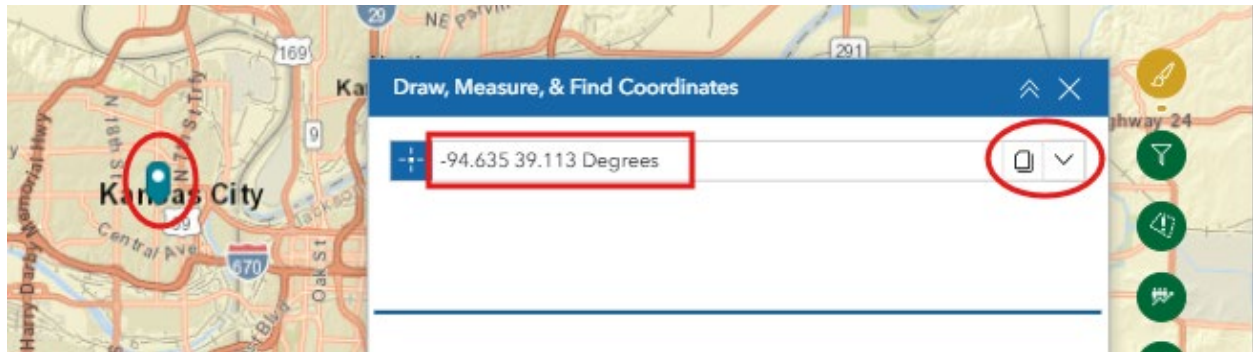 29
NE Parvin
169
291
Draw, Measure, & Find Coordinates
Highway 24
N 18th St
N 7th St Trfy
9
-94.635 39.113 Degrees
Kansas City
Harry Darby Memorial Hwy
Central Ave
69
670
Oak St